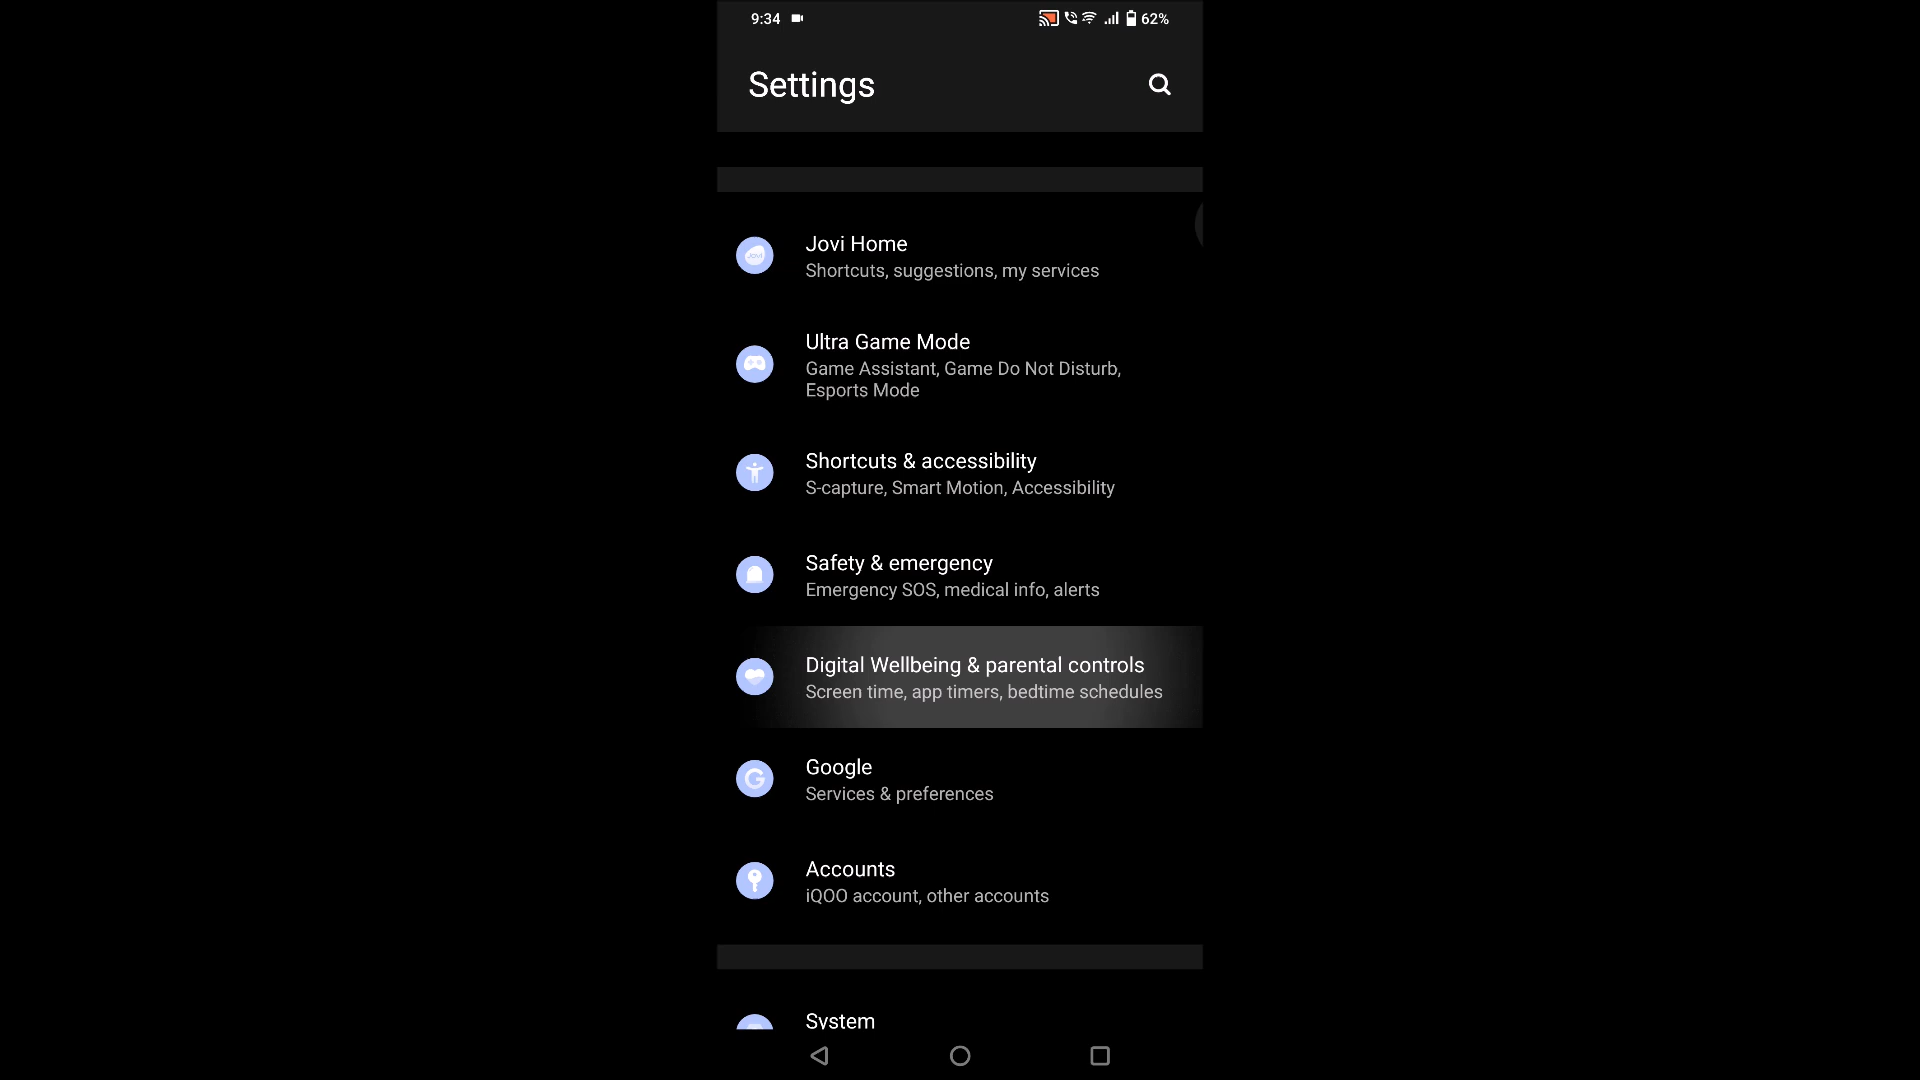 9:34
62%
Settings
Jovi Home
Shortcuts, suggestions, my services
Ultra Game Mode
Game Assistant, Game Do Not Disturb,
Esports Mode
Shortcuts & accessibility
S-capture, Smart Motion, Accessibility
Safety & emergency
Emergency SOS, medical info, alerts
Digital Wellbeing & parental controls
Screen time, app timers, bedtime schedules
Google
Services & preferences
Accounts
iQOO account, other accounts
System